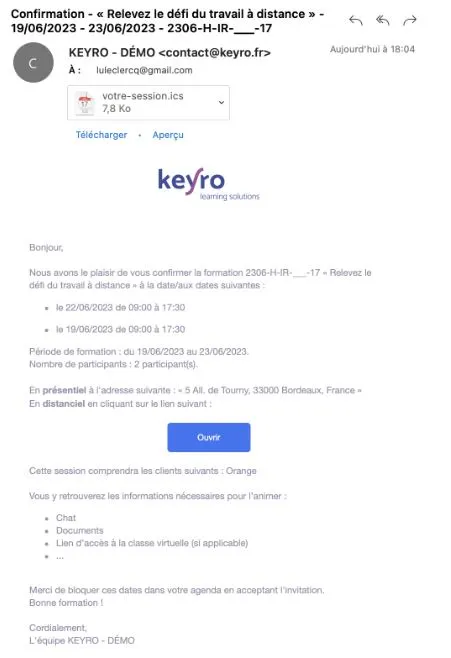 Confirmation - « Relevez le défi du travail à distance » -
19/06/2023 - 23/06/2023 - 2306-H-IR-___-17
C
KEYRO - DÉMO <contact@keyro.fr>
Aujourd'hui à 18:04
À : luleclercq@gmail.com
17
votre-session.ics
7,8 Ko
Télécharger • Aperçu
keyro
learning solutions
Bonjour,
Nous avons le plaisir de vous confirmer la formation 2306-H-IR-___-17 « Relevez le
défi du travail à distance » à la date/aux dates suivantes :
• le 22/06/2023 de 09:00 à 17:30
• le 19/06/2023 de 09:00 à 17:30
Période de formation : du 19/06/2023 au 23/06/2023.
Nombre de participants : 2 participant(s).
En présentiel à l'adresse suivante : « 5 All. de Tourny, 33000 Bordeaux, France »
En distanciel en cliquant sur le lien suivant :
Ouvrir
Cette session comprendra les clients suivants : Orange
Vous y retrouverez les informations nécessaires pour l'animer :
• Chat
• Documents
• Lien d'accès à la classe virtuelle (si applicable)
• ...
Merci de bloquer ces dates dans votre agenda en acceptant l'invitation.
Bonne formation !
Cordialement,
L'équipe KEYRO - DÉMO